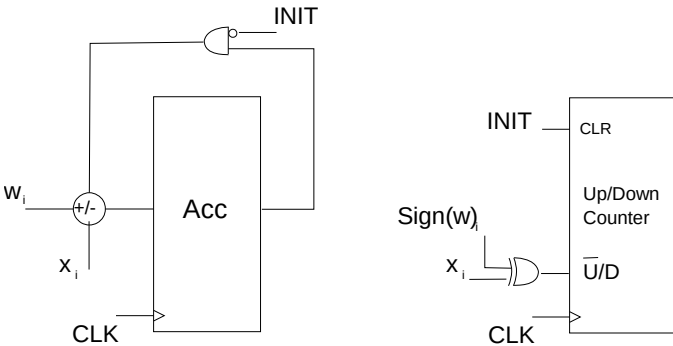 INIT
w i
+/-
Acc
x i
CLK
INIT
CLR
Up/Down
Counter
Sign(w) i
x i
U̅/D
CLK